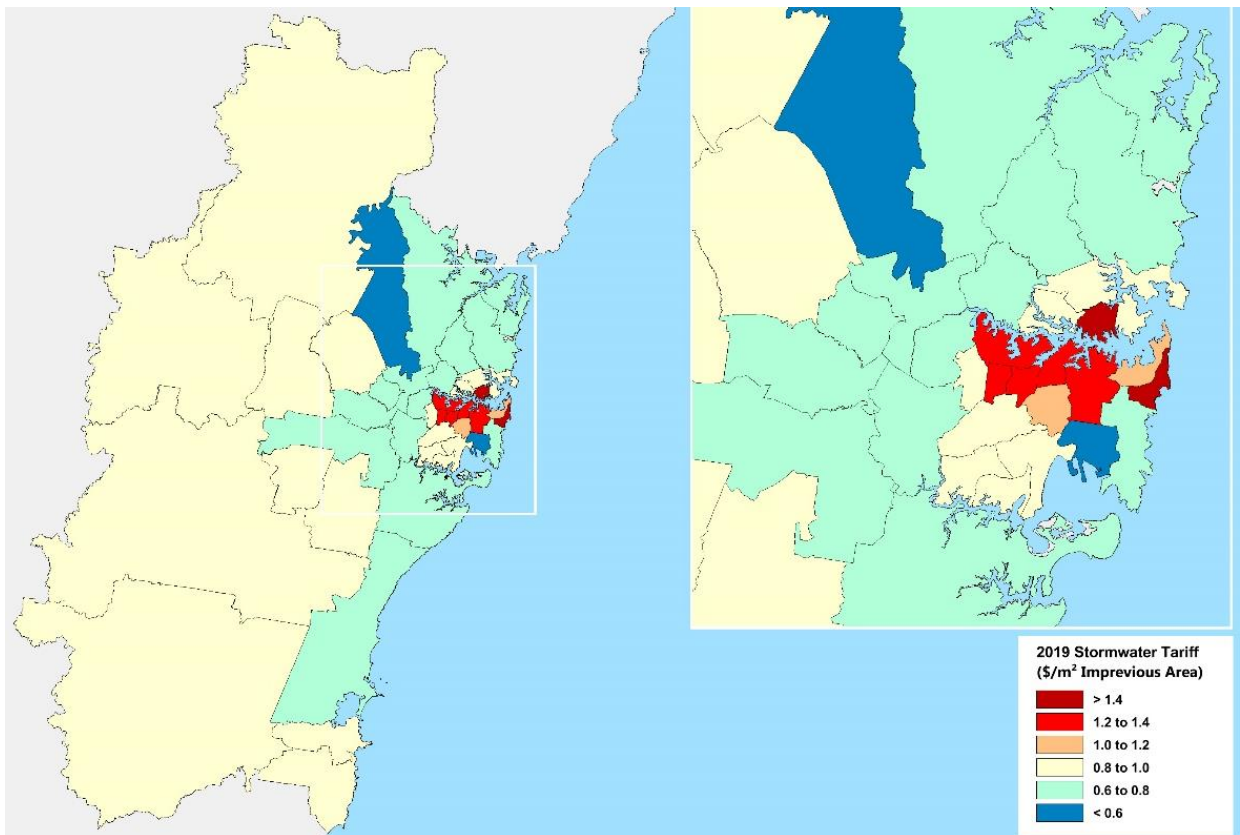 2019 Stormwater Tariff
($/m² Imprevious Area)
> 1.4
1.2 to 1.4
1.0 to 1.2
0.8 to 1.0
0.6 to 0.8
< 0.6